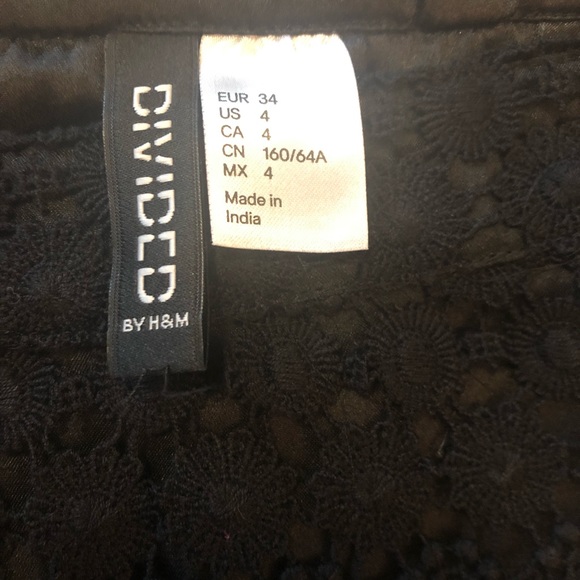 DIVIDED
BY H&M
EUR 34
US 4
CA 4
CN 160/64A
MX 4
Made in
India